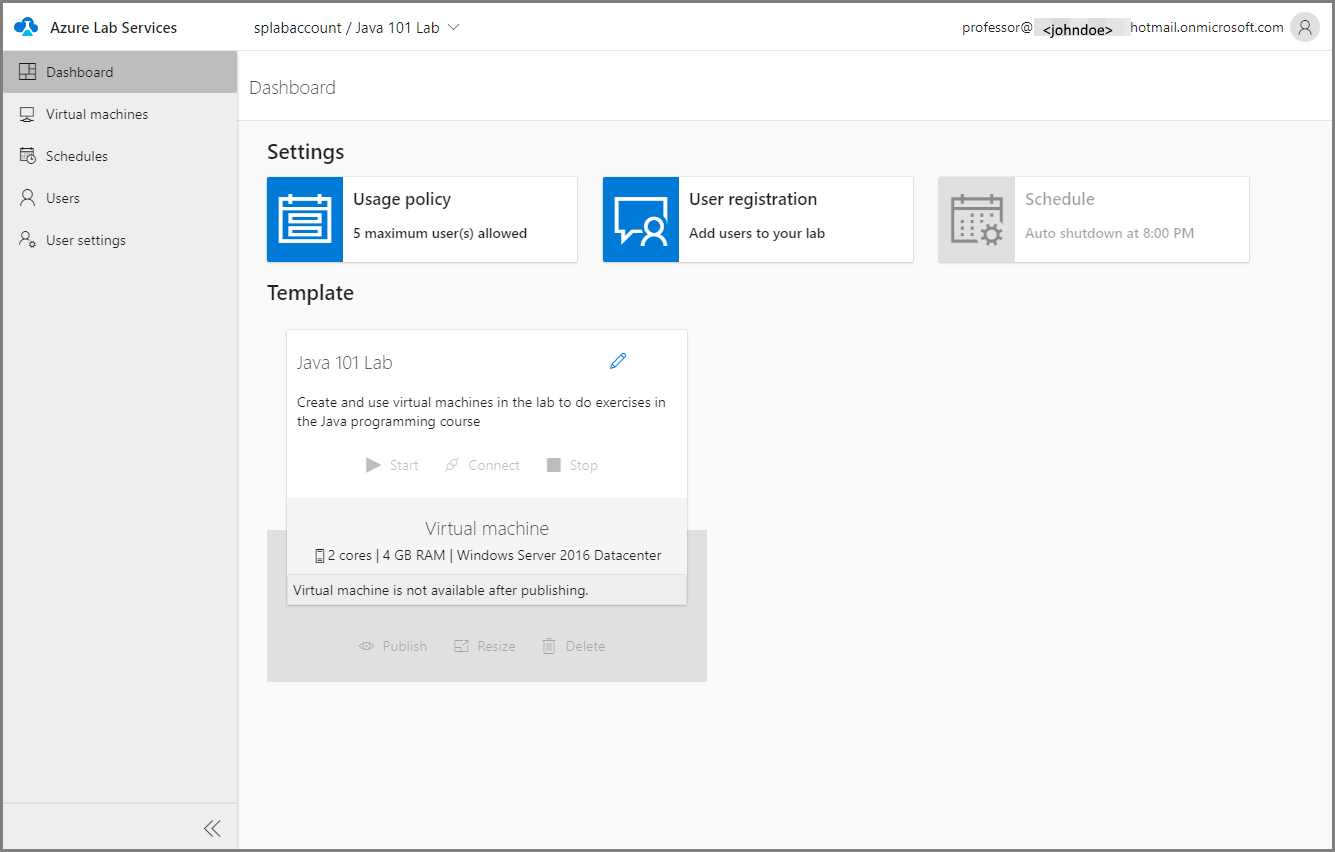 Azure Lab Services
splabaccount / Java 101 Lab
professor@ <johndoe> hotmail.onmicrosoft.com
Dashboard
Virtual machines
Schedules
Users
User settings
Dashboard
Settings
Usage policy
5 maximum user(s) allowed
User registration
Add users to your lab
Schedule
Auto shutdown at 8:00 PM
Template
Java 101 Lab
Create and use virtual machines in the lab to do exercises in
the Java programming course
Start Connect Stop
Virtual machine
2 cores | 4 GB RAM | Windows Server 2016 Datacenter
Virtual machine is not available after publishing.
Publish Resize Delete